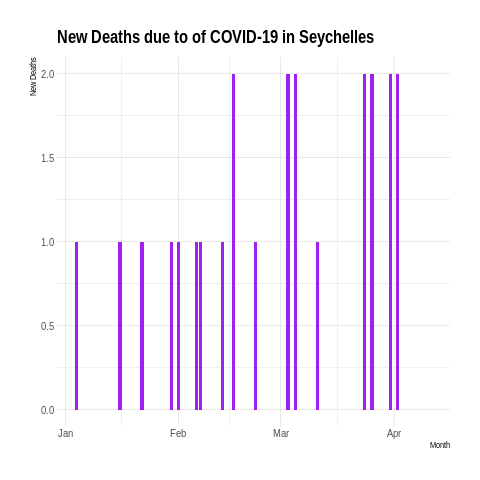 New Deaths due to of COVID-19 in Seychelles
New Deaths
2.0
1.5
1.0
0.5
0.0
Jan Feb Mar Apr
Month